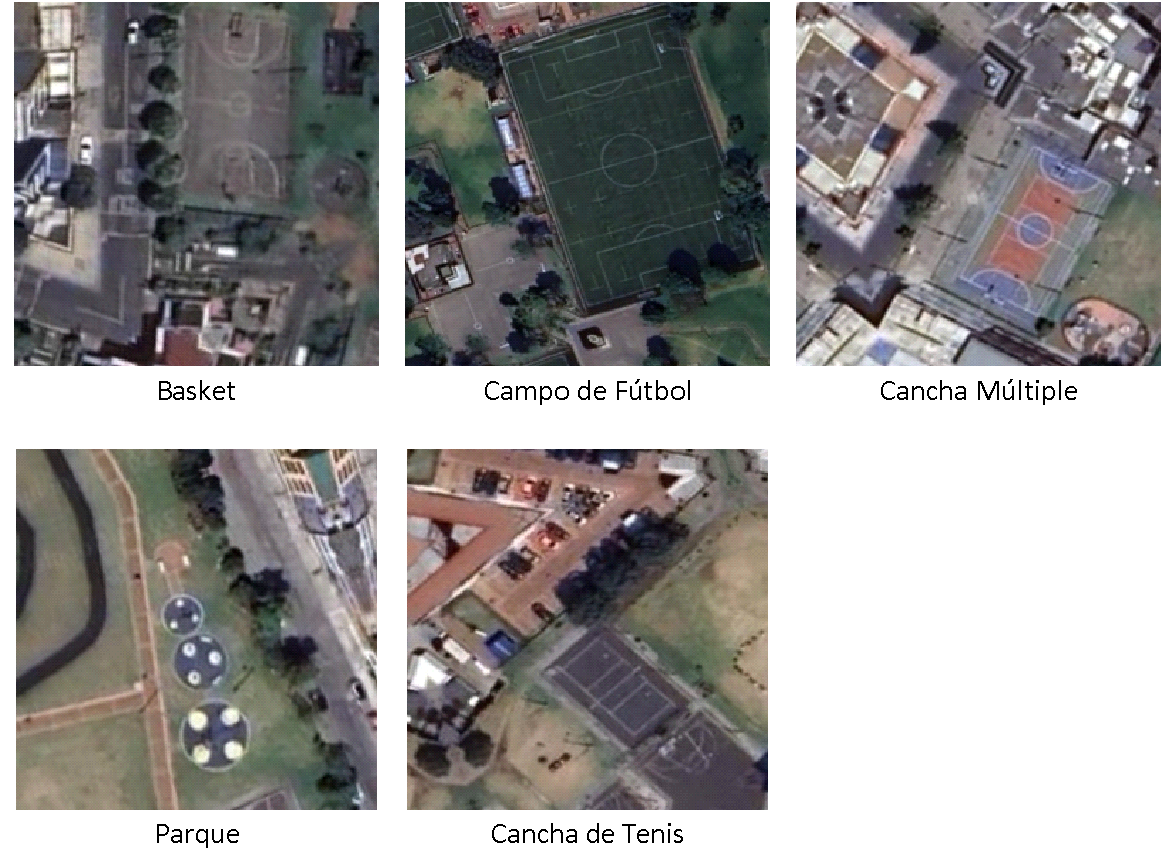 Basket
Campo de Fútbol
Cancha Múltiple
Parque
Cancha de Tenis